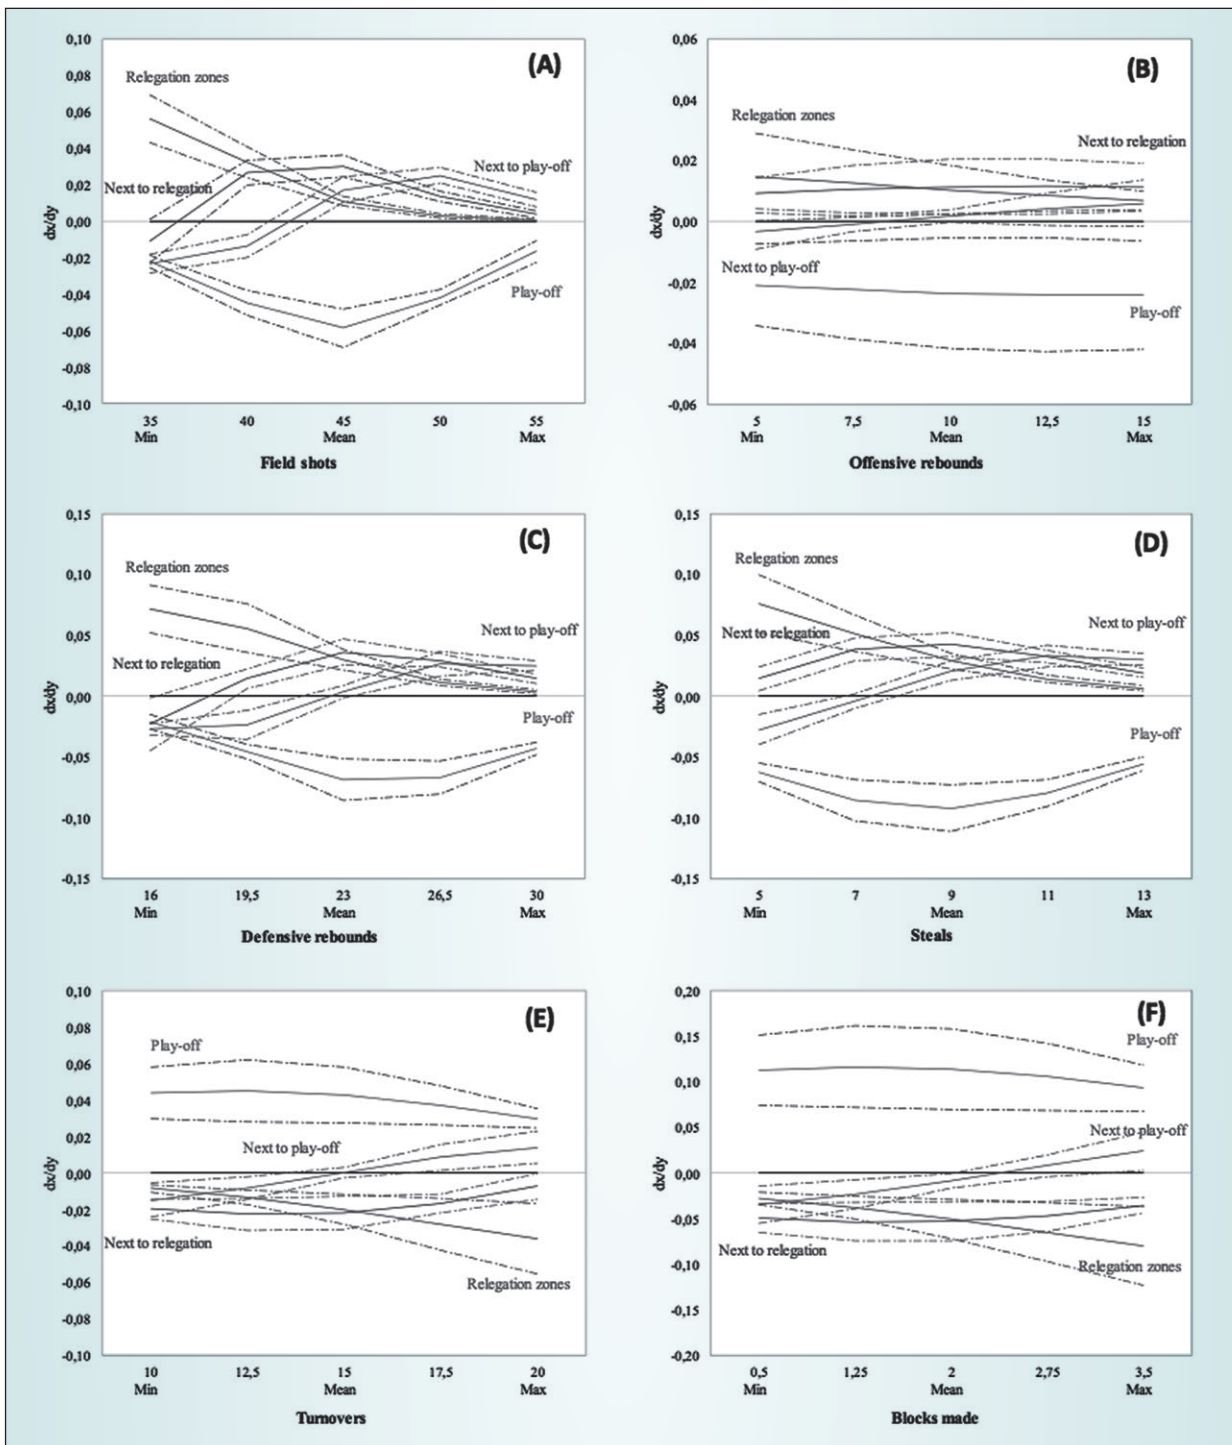 (A)
0,10
0,08
0,06
0,04
0,02
0,00
-0,02
-0,04
-0,06
-0,08
-0,10
dx/dy
Relegation zones
Next to relegation
Next to play-off
Play-off
35 40 45 50 55
Min Mean Max
Field shots
(B)
0,06
0,04
0,02
0,00
-0,02
-0,04
-0,06
dx/dy
Relegation zones
Next to relegation
Next to play-off
Play-off
5 7,5 10 12,5 15
Min Mean Max
Offensive rebounds
(C)
0,15
0,10
0,05
0,00
-0,05
-0,10
-0,15
dx/dy
Relegation zones
Next to play-off
Next to relegation
Play-off
16 19,5 23 26,5 30
Min Mean Max
Defensive rebounds
(D)
0,15
0,10
0,05
0,00
-0,05
-0,10
-0,15
dx/dy
Relegation zones
Next to play-off
Next to relegation
Play-off
5 7 9 11 13
Min Mean Max
Steals
(E)
0,10
0,08
0,06
0,04
0,02
0,00
-0,02
-0,04
-0,06
-0,08
-0,10
dx/dy
Play-off
Next to play-off
Next to relegation
Relegation zones
10 12,5 15 17,5 20
Min Mean Max
Turnovers
(F)
0,20
0,15
0,10
0,05
0,00
-0,05
-0,10
-0,15
-0,20
dx/dy
Play-off
Next to play-off
Next to relegation
Relegation zones
0,5 1,25 2 2,75 3,5
Min Mean Max
Blocks made